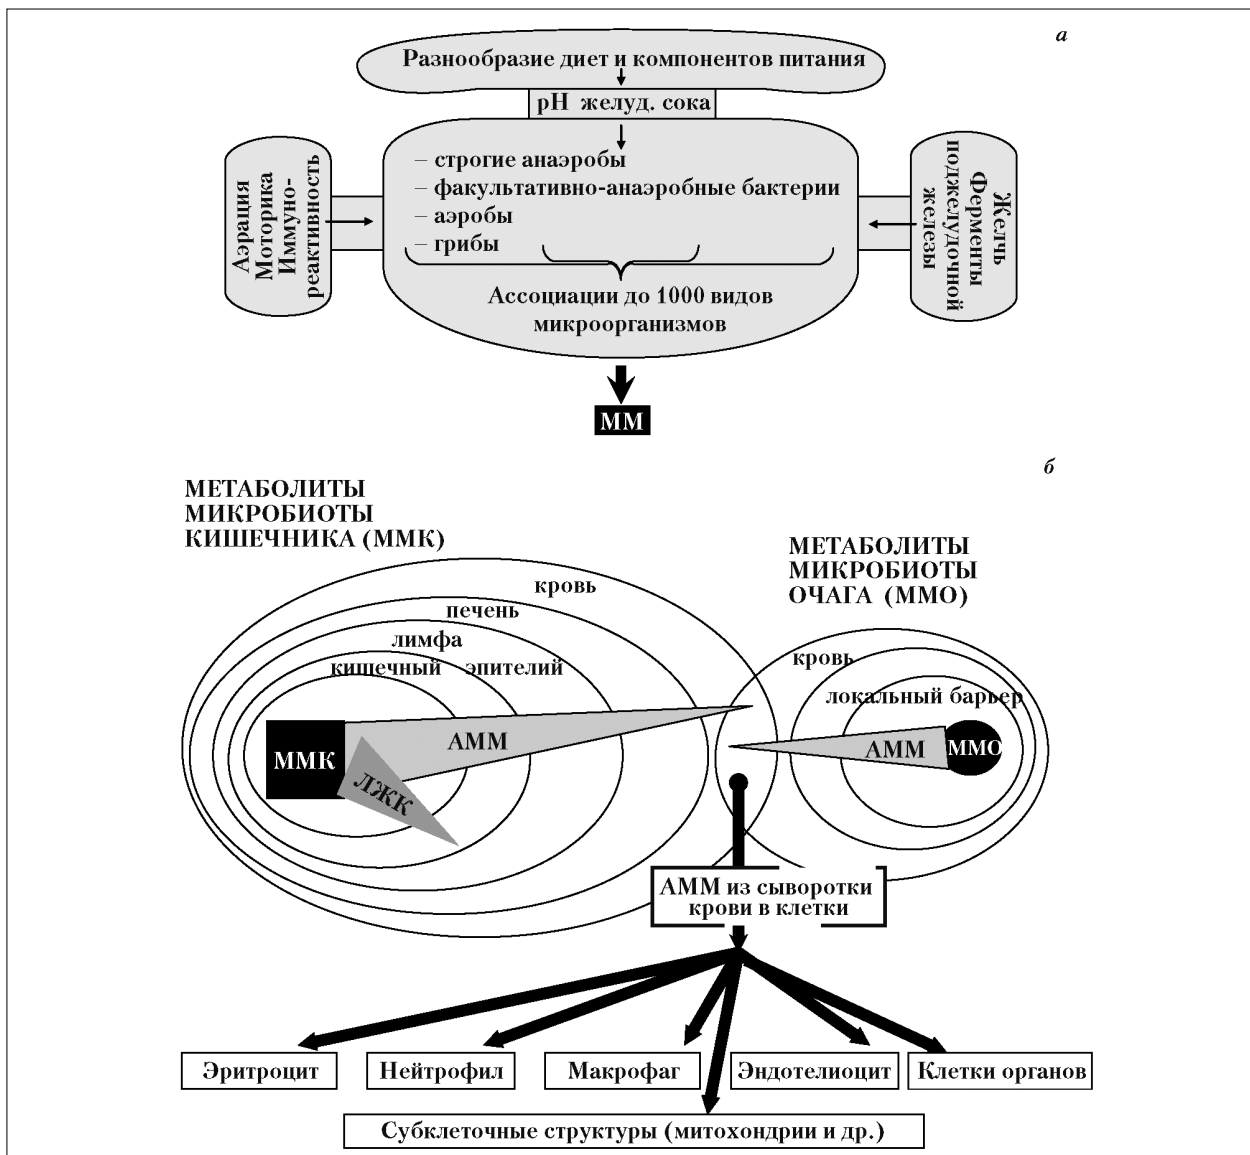 а
Разнообразие диет и компонентов питания
pH желуд. сока
Аэрация
Моторика
Иммуно-
реактивность
– строгие анаэробы
– факультативно-анаэробные бактерии
– аэробы
– грибы
Ассоциации до 1000 видов
микроорганизмов
Желчь
Ферменты
поджелудочной
железы
ММ
б
МЕТАБОЛИТЫ
МИКРОБИОТЫ
КИШЕЧНИКА (ММК)
МЕТАБОЛИТЫ
МИКРОБИОТЫ
ОЧАГА (ММО)
кровь
печень
лимфа
кишечный эпителий
кровь
локальный барьер
ММК
АММ
ЛЖК
АММ
ММО
АММ из сыворотки
крови в клетки
Эритроцит
Нейтрофил
Макрофаг
Эндотелиоцит
Клетки органов
Субклеточные структуры (митохондрии и др.)